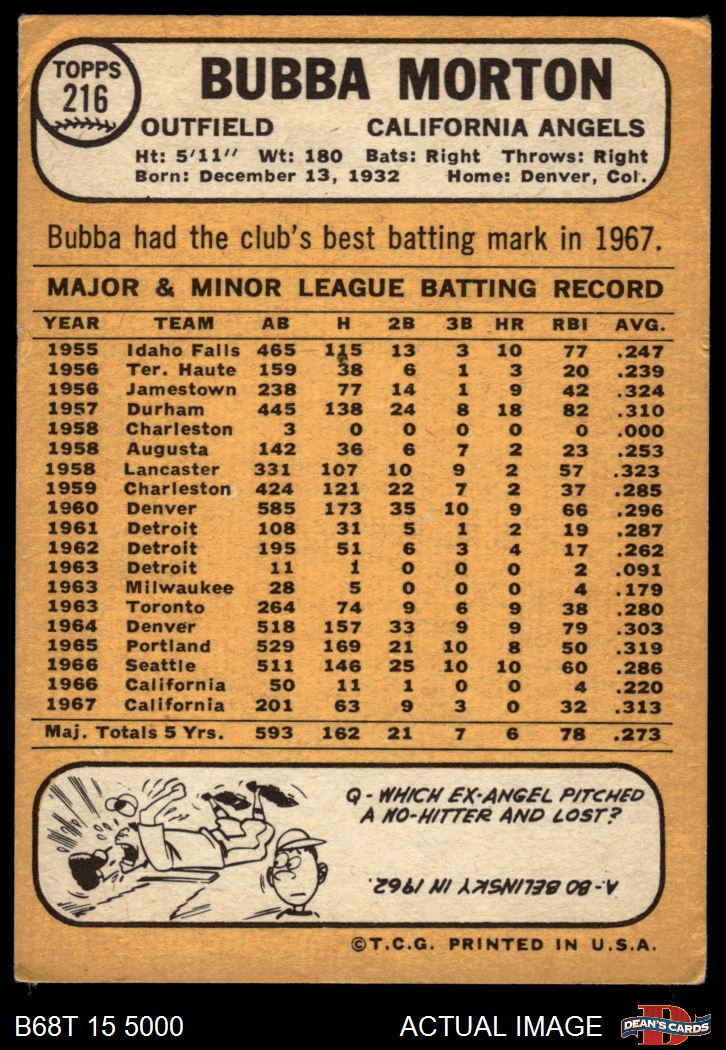 TOPPS
216
BUBBA MORTON
OUTFIELD CALIFORNIA ANGELS
Ht: 5'11" Wt: 180 Bats: Right Throws: Right
Born: December 13, 1932 Home: Denver, Col.
Bubba had the club's best batting mark in 1967.
MAJOR & MINOR LEAGUE BATTING RECORD
YEAR TEAM AB H 2B 3B HR RBI AVG.
1955 Idaho Falls 465 115 13 3 10 77 .247
1956 Ter. Haute 159 38 6 1 3 20 .239
1956 Jamestown 238 77 14 1 9 42 .324
1957 Durham 445 138 24 8 18 82 .310
1958 Charleston 3 0 0 0 0 0 .000
1958 Augusta 142 36 6 7 2 23 .253
1958 Lancaster 331 107 10 9 2 57 .323
1959 Charleston 424 121 22 7 2 37 .285
1960 Denver 585 173 35 10 9 66 .296
1961 Detroit 108 31 5 1 2 19 .287
1962 Detroit 195 51 6 3 4 17 .262
1963 Detroit 11 1 0 0 0 2 .091
1963 Milwaukee 28 5 0 0 0 4 .179
1963 Toronto 264 74 9 6 9 38 .280
1964 Denver 518 157 33 9 9 79 .303
1965 Portland 529 169 21 10 8 50 .319
1966 Seattle 511 146 25 10 10 60 .286
1966 California 50 11 1 0 0 4 .220
1967 California 201 63 9 3 0 32 .313
Maj. Totals 5 Yrs. 593 162 21 7 6 78 .273
Q - WHICH EX-ANGEL PITCHED
A NO-HITTER AND LOST?
A- BO BELINSKY IN 1962.
©T.C.G. PRINTED IN U.S.A.
B68T 15 5000 ACTUAL IMAGE
D
DEAN'S CARDS